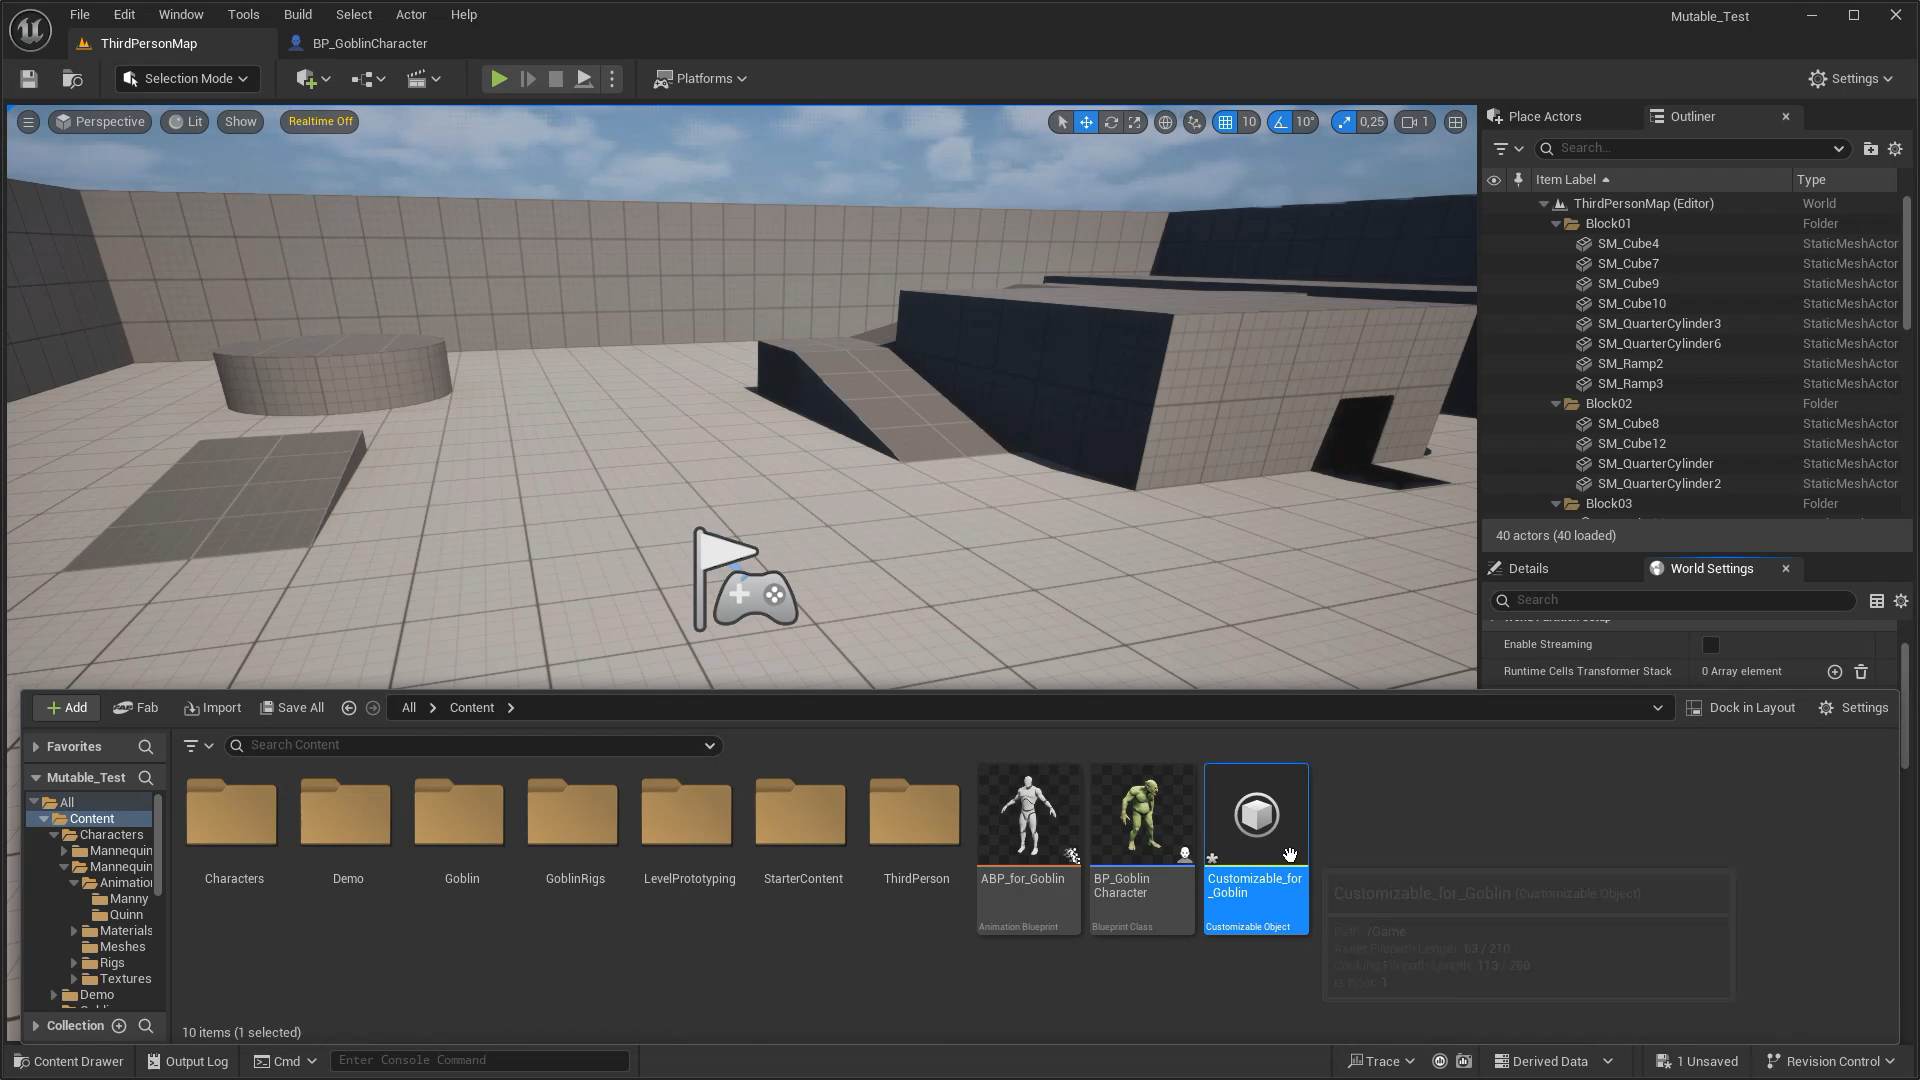 File Edit Window Tools Build Select Actor Help
Mutable_Test
ThirdPersonMap
BP_GoblinCharacter
Selection Mode
Platforms
Settings
Perspective
Lit
Show
Realtime Off
10
10°
0,25
1
Place Actors
Outliner
Search...
Item Label
Type
ThirdPersonMap (Editor) World
Block01 Folder
SM_Cube4 StaticMeshActor
SM_Cube7 StaticMeshActor
SM_Cube9 StaticMeshActor
SM_Cube10 StaticMeshActor
SM_QuarterCylinder3 StaticMeshActor
SM_QuarterCylinder6 StaticMeshActor
SM_Ramp2 StaticMeshActor
SM_Ramp3 StaticMeshActor
Block02 Folder
SM_Cube8 StaticMeshActor
SM_Cube12 StaticMeshActor
SM_QuarterCylinder StaticMeshActor
SM_QuarterCylinder2 StaticMeshActor
Block03 Folder
40 actors (40 loaded)
Details
World Settings
Search
Enable Streaming
Runtime Cells Transformer Stack
0 Array element
Add
Fab
Import
Save All
All
Content
Dock in Layout
Settings
Favorites
Search Content
Mutable_Test
All
Content
Characters
Mannequin
Mannequin
Animatio
Manny
Quinn
Materials
Meshes
Rigs
Textures
Demo
Collection
Characters
Demo
Goblin
GoblinRigs
LevelPrototyping
StarterContent
ThirdPerson
ABP_for_Goblin
Animation Blueprint
BP_Goblin
Character
Blueprint Class
Customizable_for
_Goblin
Customizable Object
Customizable_for_Goblin (Customizable Object)
Path: /Game
10 items (1 selected)
Content Drawer
Output Log
Cmd
Enter Console Command
Trace
Derived Data
1 Unsaved
Revision Control